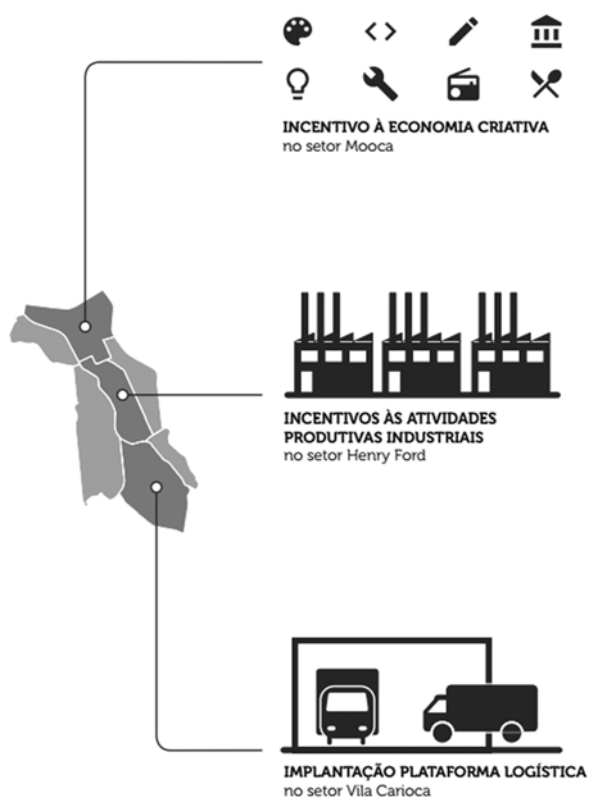 INCENTIVO À ECONOMIA CRIATIVA
no setor Mooca
INCENTIVOS ÀS ATIVIDADES
PRODUTIVAS INDUSTRIAIS
no setor Henry Ford
IMPLANTAÇÃO PLATAFORMA LOGÍSTICA
no setor Vila Carioca